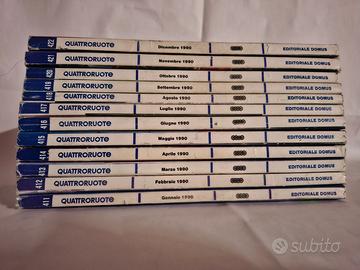 422 QUATTRORUOTE Dicembre 1990 EDITORIALE DOMUS
421 QUATTRORUOTE Novembre 1990 EDITORIALE DOMUS
420 QUATTRORUOTE Ottobre 1990 EDITORIALE DOMUS
419 QUATTRORUOTE Settembre 1990 EDITORIALE DOMUS
418 QUATTRORUOTE Agosto 1990 EDITORIALE DOMUS
417 QUATTRORUOTE Luglio 1990 EDITORIALE DOMUS
416 QUATTRORUOTE Giugno 1990 EDITORIALE DOMUS
415 QUATTRORUOTE Maggio 1990 EDITORIALE DOMUS
414 QUATTRORUOTE Aprile 1990 EDITORIALE DOMUS
413 QUATTRORUOTE Marzo 1990 EDITORIALE DOMUS
412 QUATTRORUOTE Febbraio 1990 EDITORIALE DOMUS
411 QUATTRORUOTE Gennaio 1990 EDITORIALE DOMUS
subito